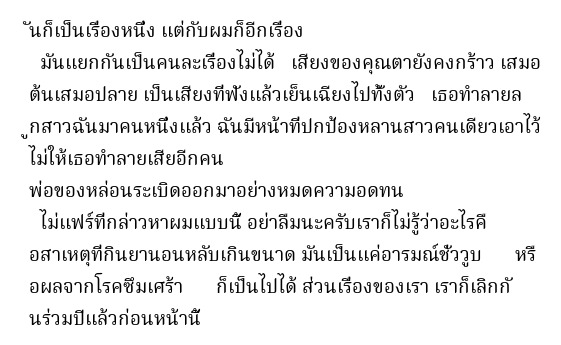 ันก็เป็นเรื่องหนึ่ง แต่กับผมก็อีกเรื่อง
มันแยกกันเป็นคนละเรื่องไม่ได้ เสียงของคุณตายังคงกร้าว เสมอ
ต้นเสมอปลาย เป็นเสียงที่ฟังแล้วเย็นเฉียงไปทั้งตัว เธอทำลายล
ูกสาวฉันมาคนหนึ่งแล้ว ฉันมีหน้าที่ปกป้องหลานสาวคนเดียวเอาไว้
ไม่ให้เธอทำลายเสียอีกคน
พ่อของหล่อนระเบิดออกมาอย่างหมดความอดทน
ไม่แฟร์ที่กล่าวหาผมแบบนี้ อย่าลืมนะครับเราก็ไม่รู้ว่าอะไรคื
อสาเหตุที่กินยานอนหลับเกินขนาด มันเป็นแค่อารมณ์ชั่ววูบ หรื
อผลจากโรคซึมเศร้า ก็เป็นไปได้ ส่วนเรื่องของเรา เราก็เลิกกั
นร่วมปีแล้วก่อนหน้านี้